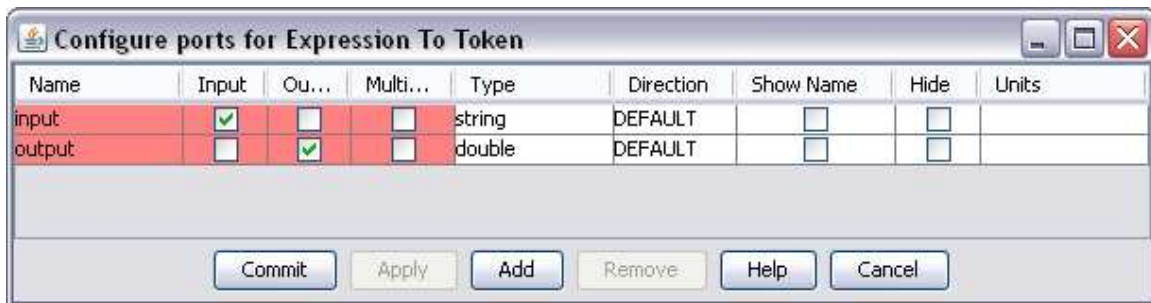 Configure ports for Expression To Token
Name Input Ou... Multi... Type Direction Show Name Hide Units
input string DEFAULT
output double DEFAULT
Commit Apply Add Remove Help Cancel